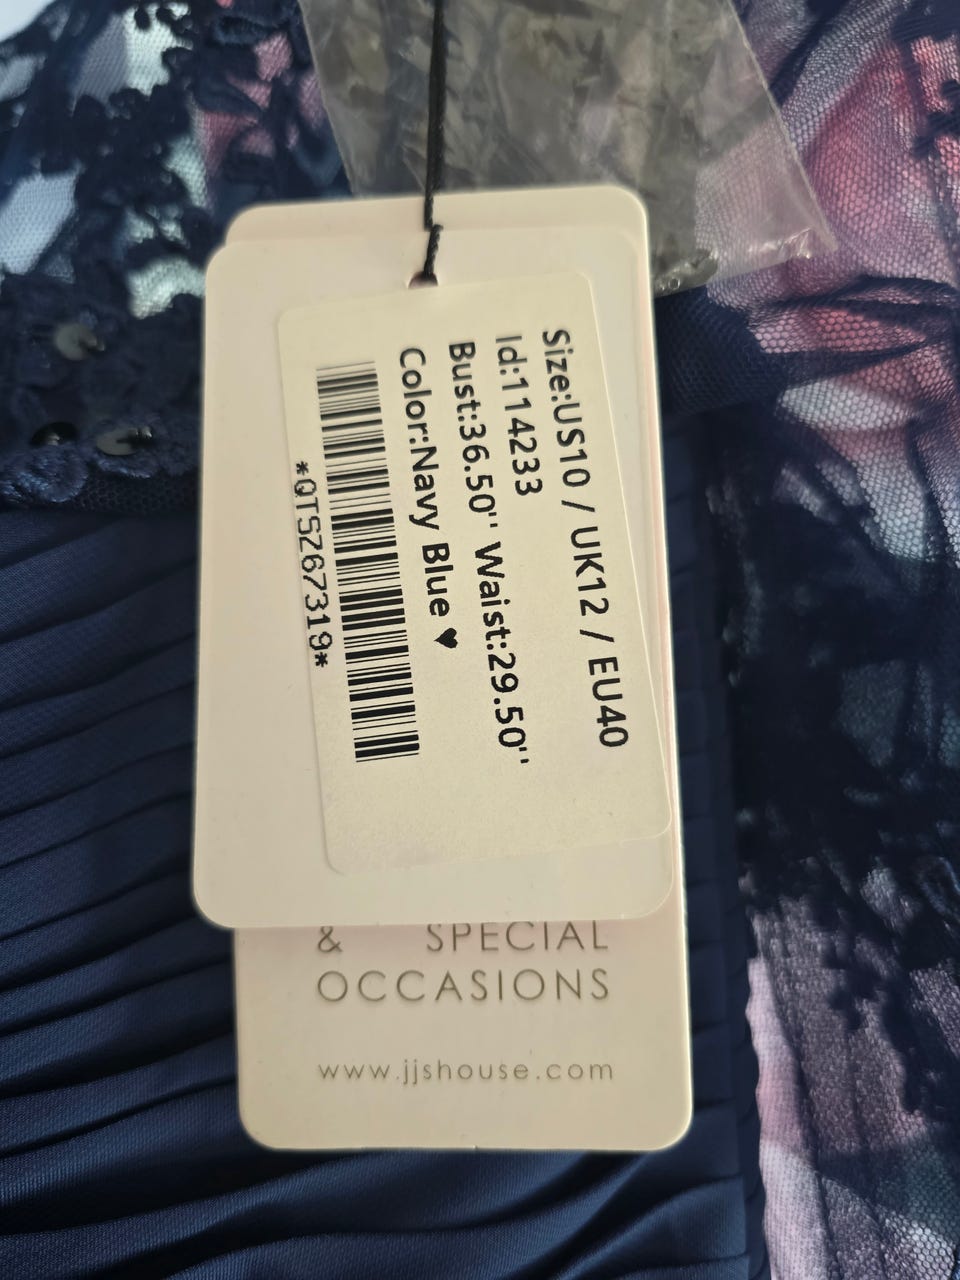 Size:US10 / UK12 / EU40
Id:114233
Bust:36.50'' Waist:29.50''
Color:Navy Blue ♥
*QTSZ67319*
& SPECIAL
OCCASIONS
www.jjshouse.com